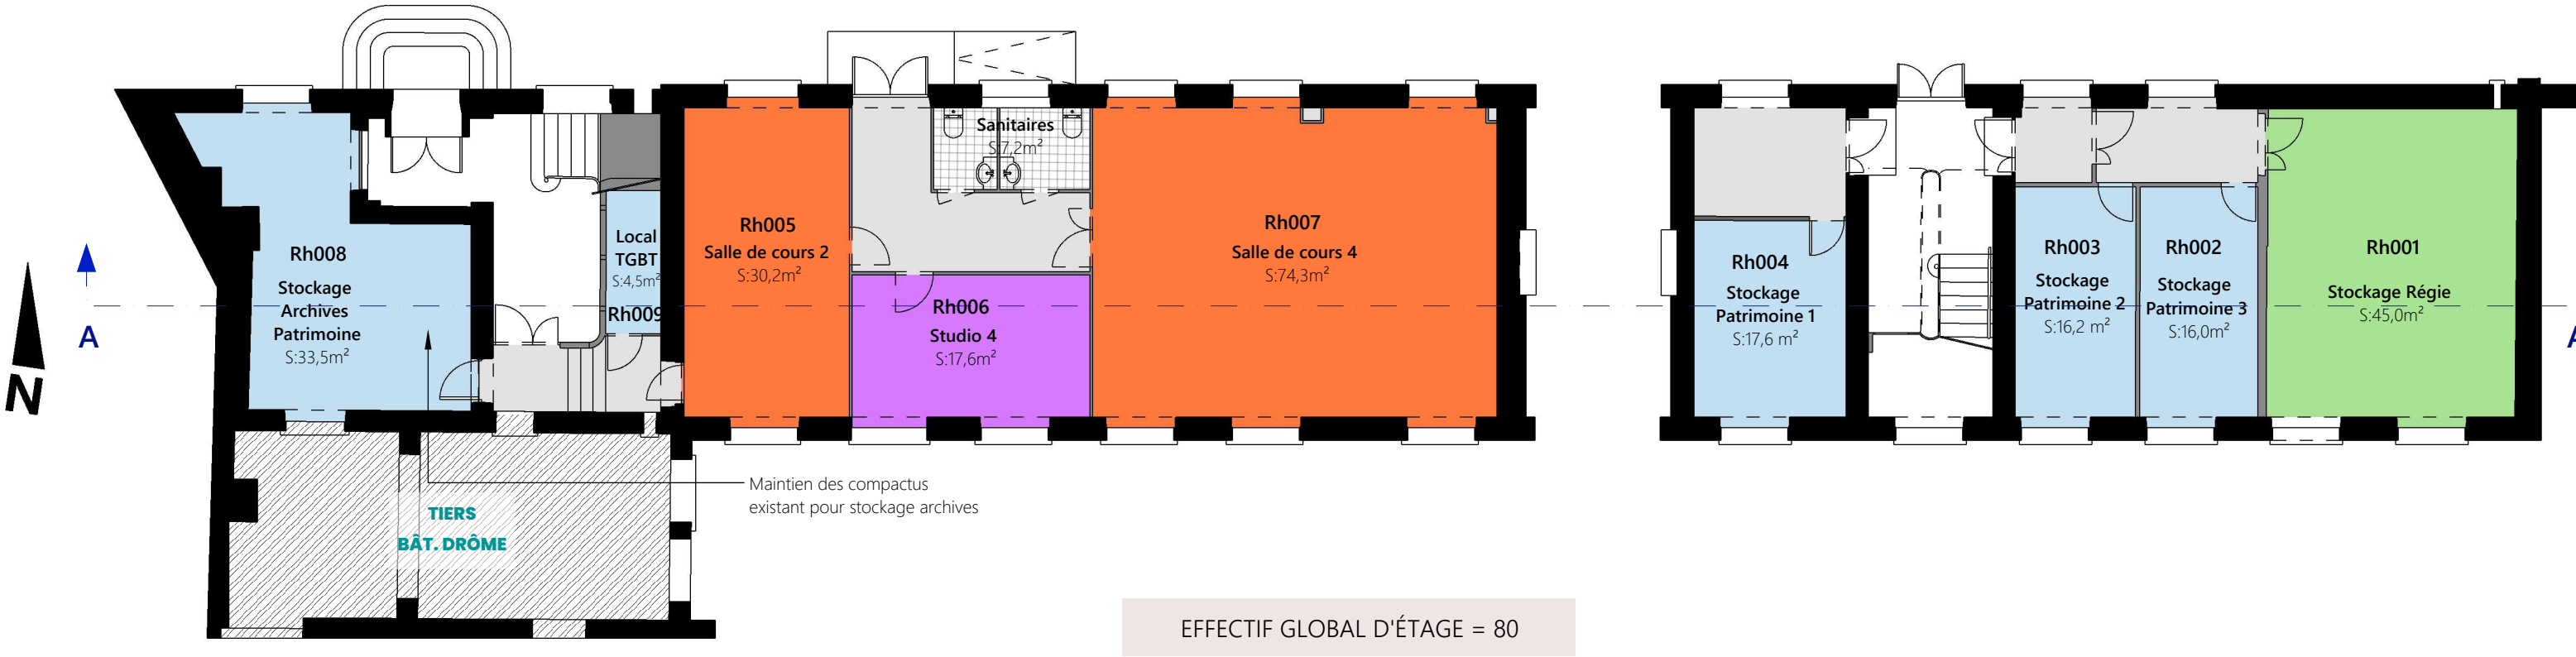 Rh008
Stockage
Archives
Patrimoine
S:33,5m²
Local
TGBT
S:4,5m²
Rh009
Rh005
Salle de cours 2
S:30,2m²
Sanitaires
S:7,2m²
Rh006
Studio 4
S:17,6m²
Rh007
Salle de cours 4
S:74,3m²
Rh004
Stockage
Patrimoine 1
S:17,6 m²
Rh003
Stockage
Patrimoine 2
S:16,2 m²
Rh002
Stockage
Patrimoine 3
S:16,0m²
Rh001
Stockage Régie
S:45,0m²
A
A
N
Maintien des compactus
existant pour stockage archives
TIERS
BÂT. DRÔME
EFFECTIF GLOBAL D'ÉTAGE = 80